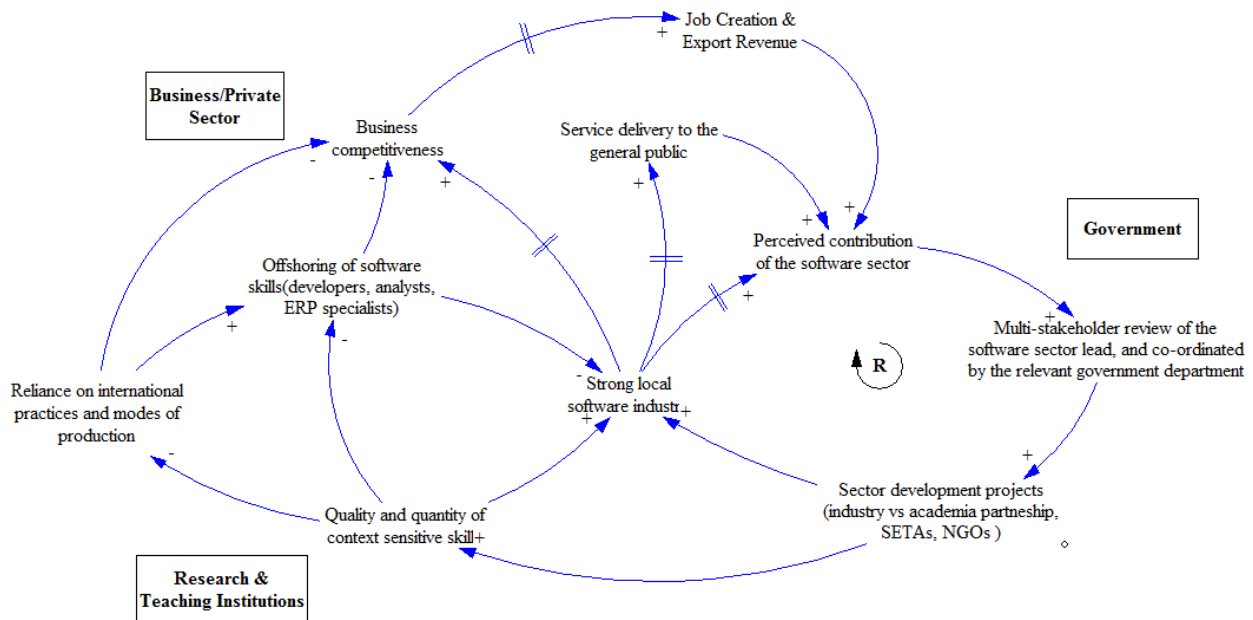 Job Creation &
Export Revenue
+
Business/Private
Sector
Business
competitiveness
-
-
+
Service delivery to the
general public
+
+
+
Perceived contribution
of the software sector
+
Government
Offshoring of software
skills(developers, analysts,
ERP specialists)
+
-
+
Multi-stakeholder review of the
software sector lead, and co-ordinated
by the relevant government department
R
Reliance on international
practices and modes of
production
-
-
Strong local
software industr+
+
+
Quality and quantity of
context sensitive skill+
Sector development projects
(industry vs academia partneship,
SETAs, NGOs )
Research &
Teaching Institutions